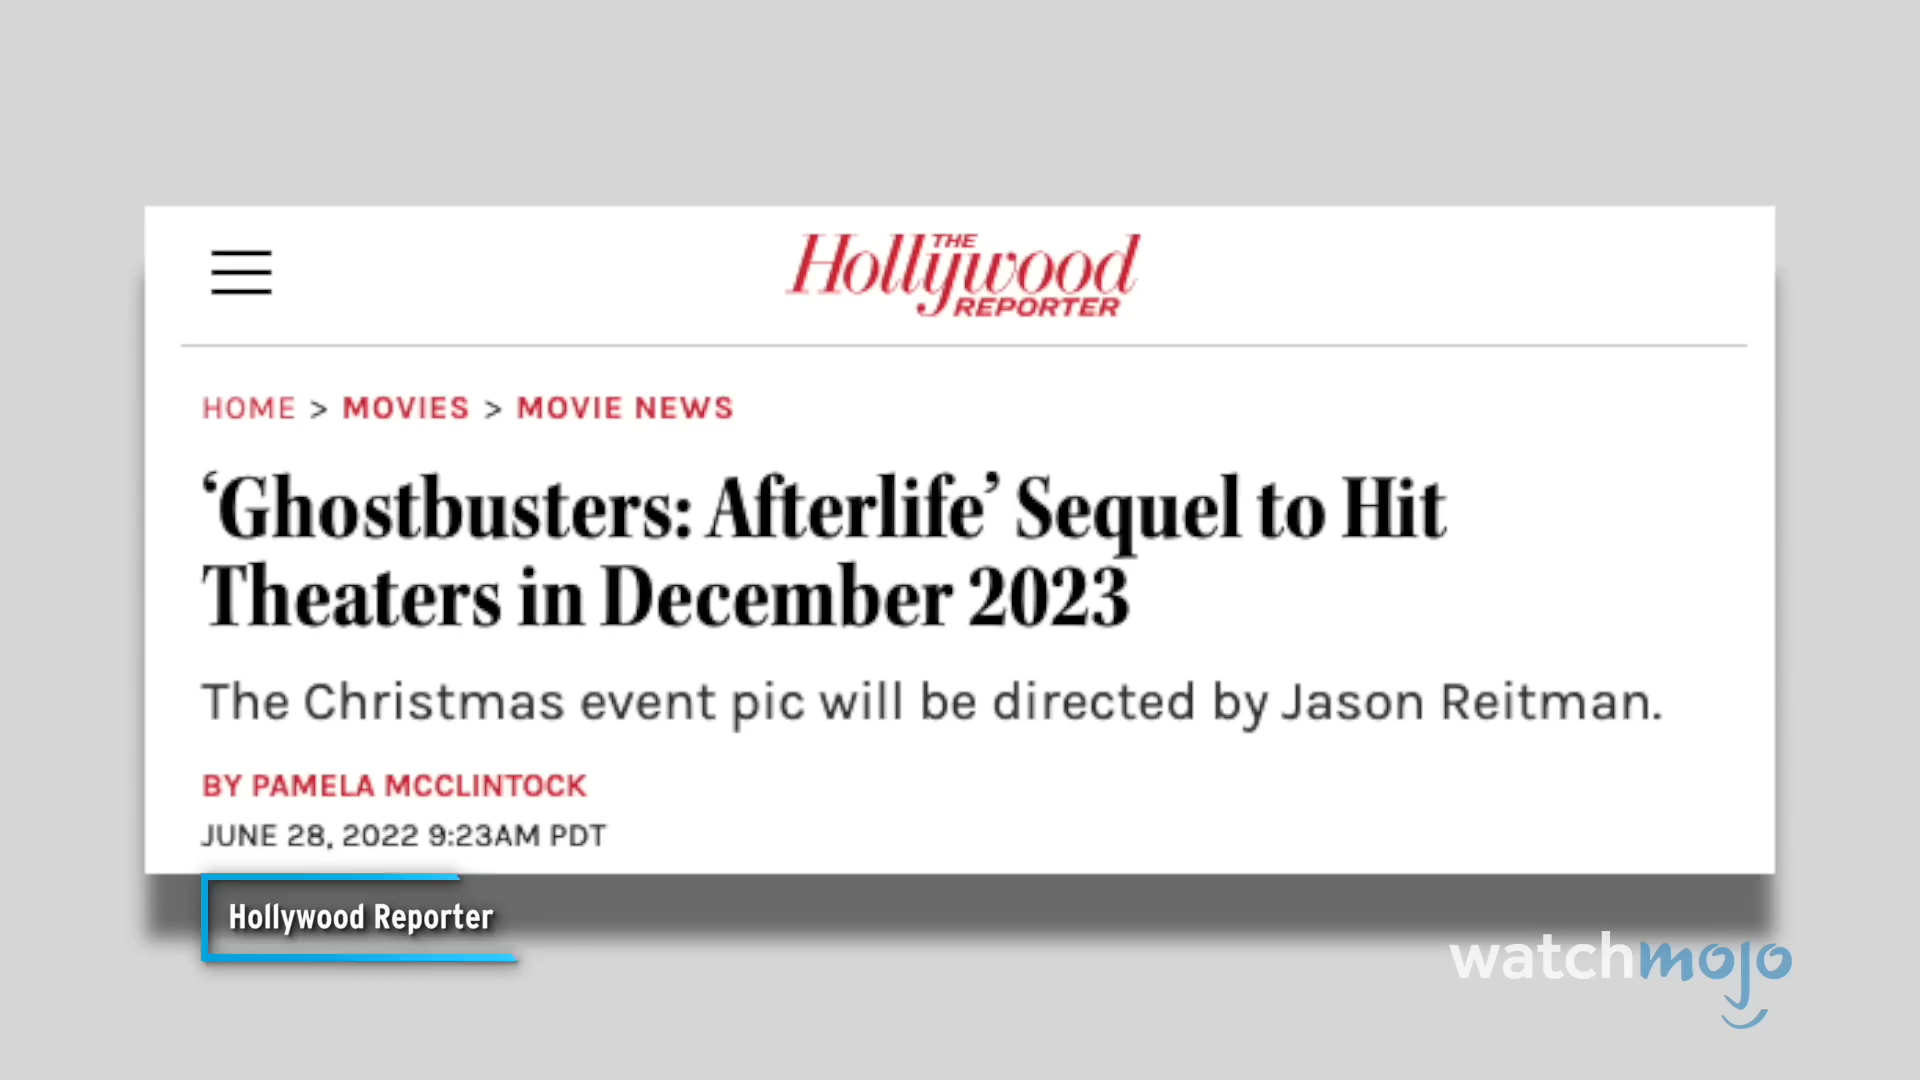 THE
Hollywood
REPORTER
HOME > MOVIES > MOVIE NEWS
‘Ghostbusters: Afterlife’ Sequel to Hit
Theaters in December 2023
The Christmas event pic will be directed by Jason Reitman.
BY PAMELA MCCLINTOCK
JUNE 28, 2022 9:23AM PDT
Hollywood Reporter
watchmojo